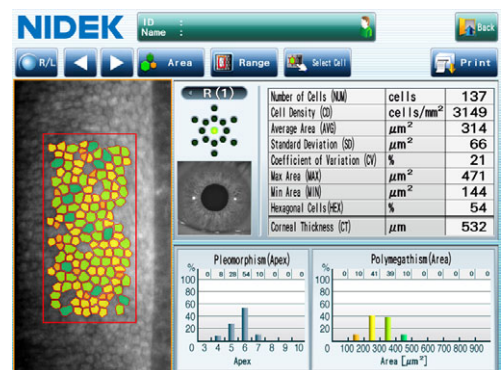 NIDEK
ID :
Name :
Back
R/L
Area
Range
Select Cell
Print
R(1)
Number of Cells (NUM) cells 137
Cell Density (CD) cells/mm² 3149
Average Area (AVG) μm² 314
Standard Deviation (SD) μm² 66
Coefficient of Variation (CV) % 21
Max Area (MAX) μm² 471
Min Area (MIN) μm² 144
Hexagonal Cells(HEX) % 54
Corneal Thickness (CT) μm 532
Pleomorphism(Apex)
% 0 8 28 54 10 0 0 0
100
80
60
40
20
0 3 4 5 6 7 8 9 10
Apex
Polymegathism(Area)
% 0 10 41 39 10 0 0 0 0
100
80
60
40
20
0 100 200 300 400 500 600 700 800 900
Area [μm²]